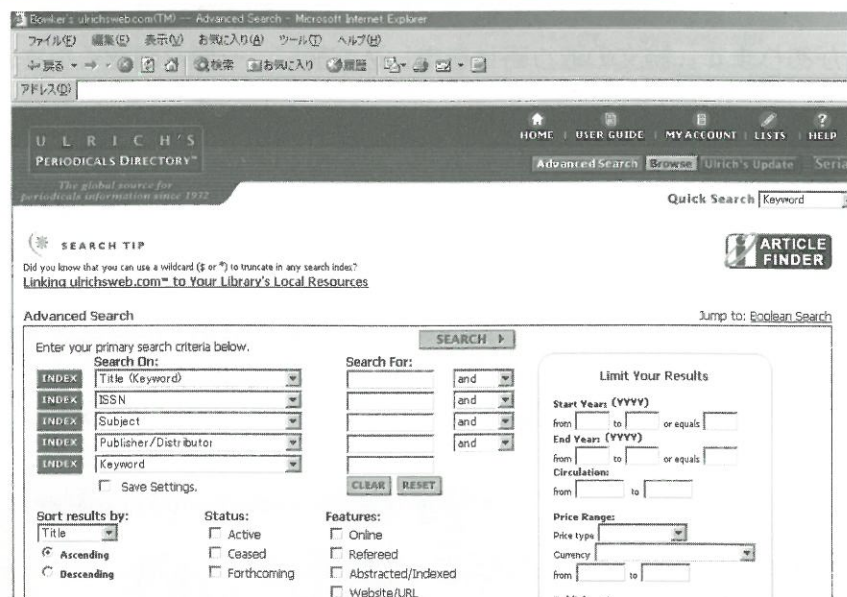 Bowker's ulrichsweb.com(TM) -- Advanced Search - Microsoft Internet Explorer
ファイル(F) 編集(E) 表示(V) お気に入り(A) ツール(T) ヘルプ(H)
戻る 検索 お気に入り 履歴
アドレス(D)
ULRICH'S
PERIODICALS DIRECTORY™
The global source for
periodicals information since 1932
HOME | USER GUIDE | MY ACCOUNT | LISTS | HELP
Advanced Search Browse Ulrich's Update Seria
Quick Search Keyword
SEARCH TIP
Did you know that you can use a wildcard ($ or *) to truncate in any search index?
Linking ulrichsweb.com™ to Your Library's Local Resources
ARTICLE
FINDER
Advanced Search
Jump to: Boolean Search
Enter your primary search criteria below.
SEARCH
Search On: Search For:
INDEX Title (Keyword) and
INDEX ISSN and
INDEX Subject and
INDEX Publisher/Distributor and
INDEX Keyword
Save Settings. CLEAR RESET
Sort results by: Status: Features:
Title Active Online
Ascending Ceased Refereed
Descending Forthcoming Abstracted/Indexed
Website/URL
Limit Your Results
Start Year: (YYYY)
from to or equals
End Year: (YYYY)
from to or equals
Circulation:
from to
Price Range:
Price type
Currency
from to